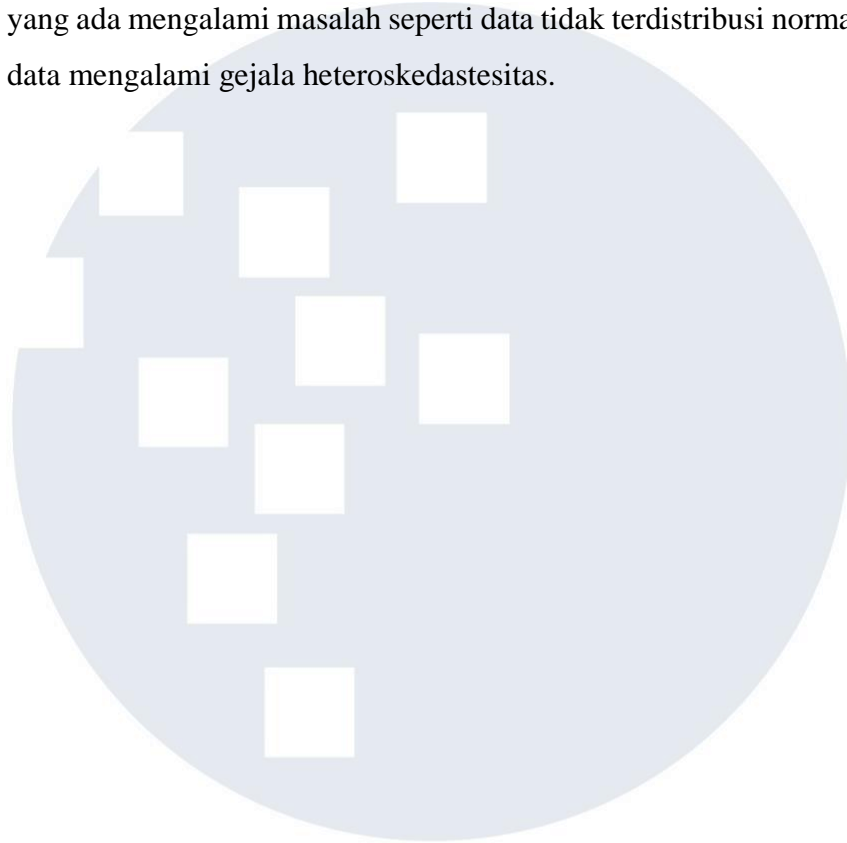 yang ada mengalami masalah seperti data tidak terdistribusi norma
data mengalami gejala heteroskedastesitas.